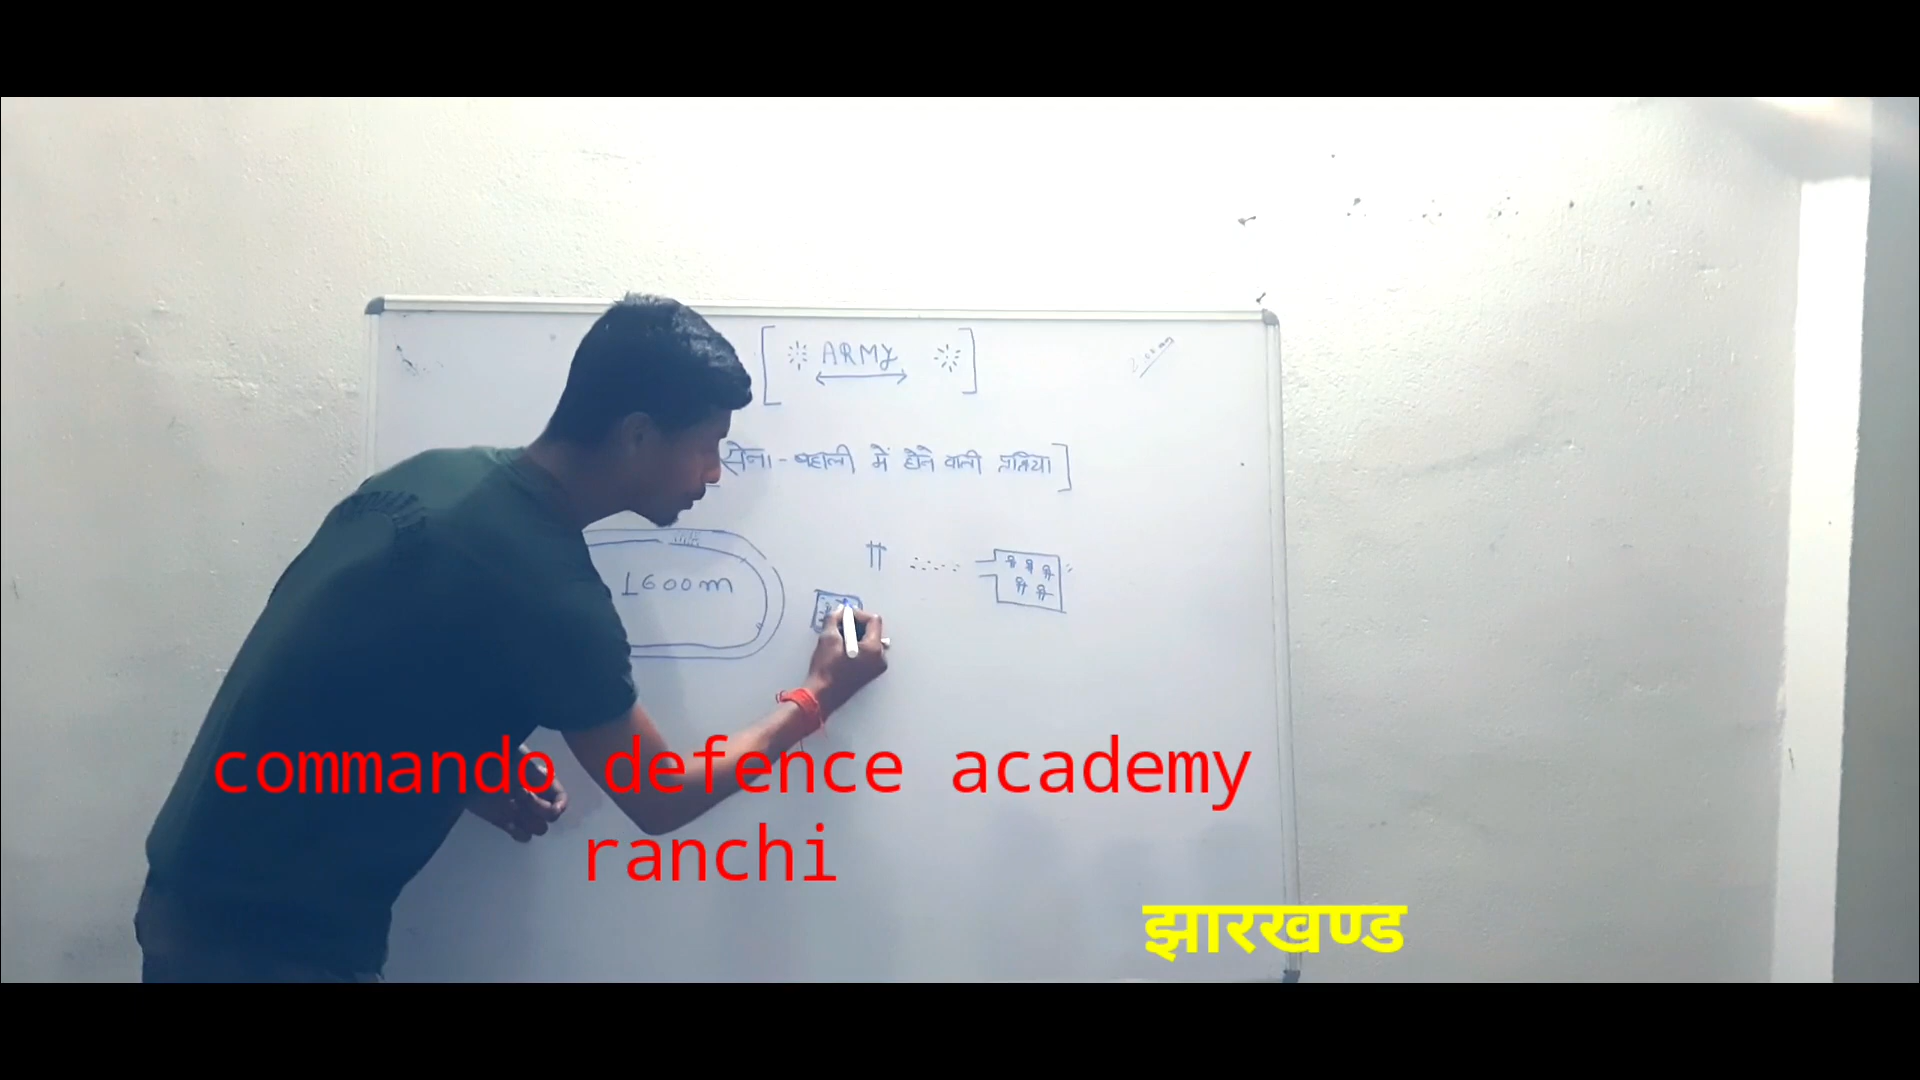 ARMY
सेना - बहाली में होने वाली प्रक्रिया
1600m
commando defence academy
ranchi
झारखण्ड